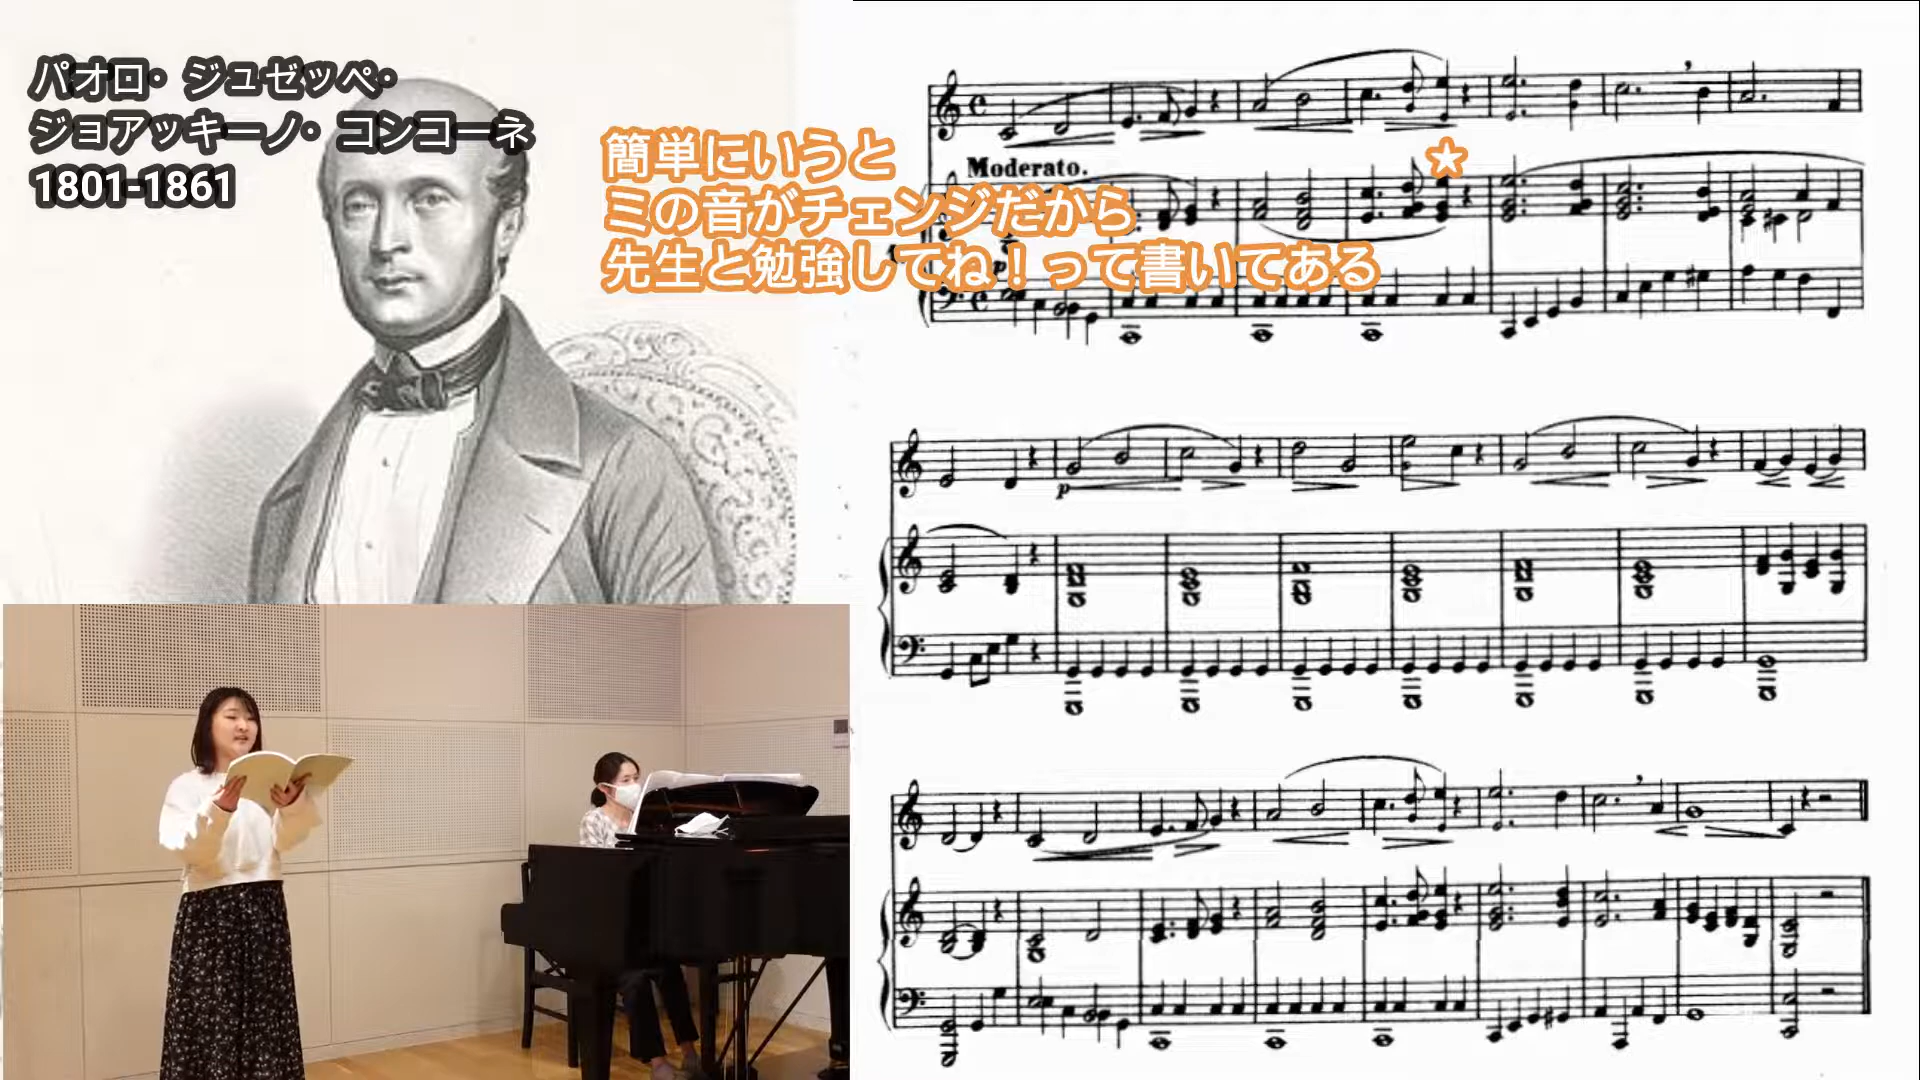 パオロ・ジュゼッペ・
ジョアッキーノ・コンコーネ
1801-1861
簡単にいうと
ミの音がチェンジだから
先生と勉強してね！って書いてある
Moderato.
p
p